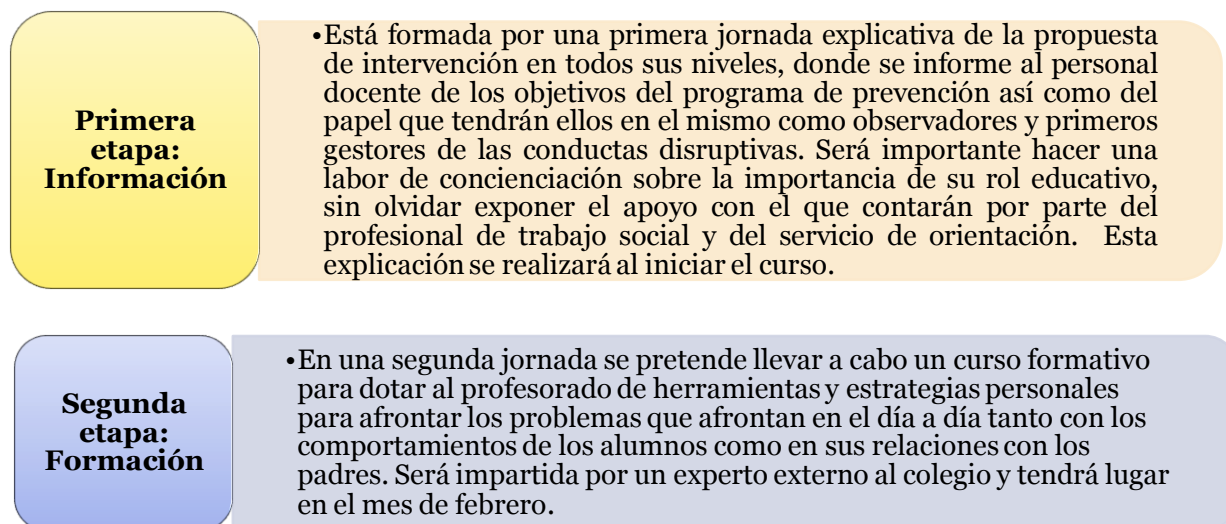 Primera
etapa:
Información
•Está formada por una primera jornada explicativa de la propuesta
de intervención en todos sus niveles, donde se informe al personal
docente de los objetivos del programa de prevención así como del
papel que tendrán ellos en el mismo como observadores y primeros
gestores de las conductas disruptivas. Será importante hacer una
labor de concienciación sobre la importancia de su rol educativo,
sin olvidar exponer el apoyo con el que contarán por parte del
profesional de trabajo social y del servicio de orientación. Esta
explicación se realizará al iniciar el curso.
Segunda
etapa:
Formación
•En una segunda jornada se pretende llevar a cabo un curso formativo
para dotar al profesorado de herramientas y estrategias personales
para afrontar los problemas que afrontan en el día a día tanto con los
comportamientos de los alumnos como en sus relaciones con los
padres. Será impartida por un experto externo al colegio y tendrá lugar
en el mes de febrero.